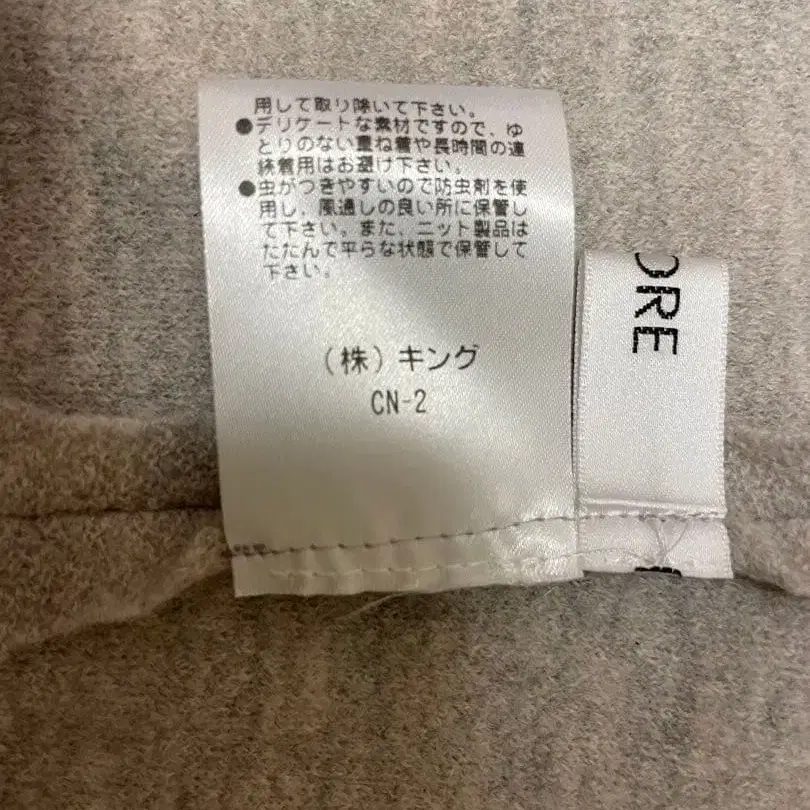 用して取り除いて下さい。
●デリケートな素材ですので、ゆ
とりのない重ね着や長時間の連
続着用はお避け下さい。
●虫がつきやすいので防虫剤を使
用し、風通しの良い所に保管し
て下さい。また、ニット製品は
たたんで平らな状態で保管して
下さい。
(株)キング
CN-2
ORE